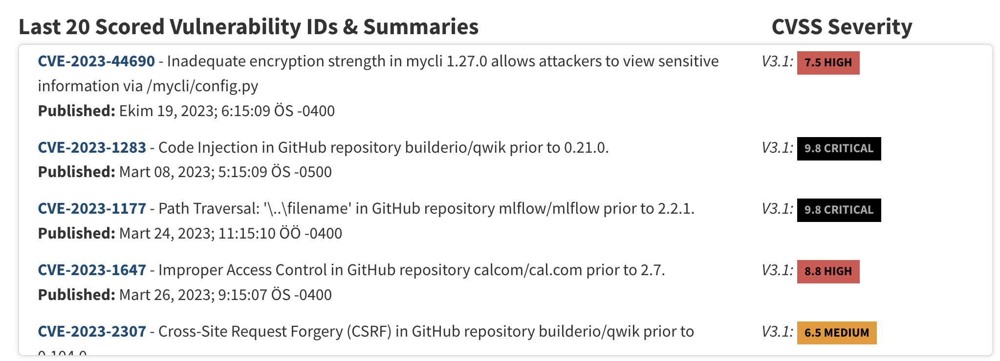 Last 20 Scored Vulnerability IDs & Summaries CVSS Severity
CVE-2023-44690 - Inadequate encryption strength in mycli 1.27.0 allows attackers to view sensitive V3.1: 7.5 HIGH
information via /mycli/config.py
Published: Ekim 19, 2023; 6:15:09 ÖS -0400
CVE-2023-1283 - Code Injection in GitHub repository builderio/qwik prior to 0.21.0. V3.1: 9.8 CRITICAL
Published: Mart 08, 2023; 5:15:09 ÖS -0500
CVE-2023-1177 - Path Traversal: '\..\filename' in GitHub repository mlflow/mlflow prior to 2.2.1. V3.1: 9.8 CRITICAL
Published: Mart 24, 2023; 11:15:10 ÖÖ -0400
CVE-2023-1647 - Improper Access Control in GitHub repository calcom/cal.com prior to 2.7. V3.1: 8.8 HIGH
Published: Mart 26, 2023; 9:15:07 ÖS -0400
CVE-2023-2307 - Cross-Site Request Forgery (CSRF) in GitHub repository builderio/qwik prior to V3.1: 6.5 MEDIUM